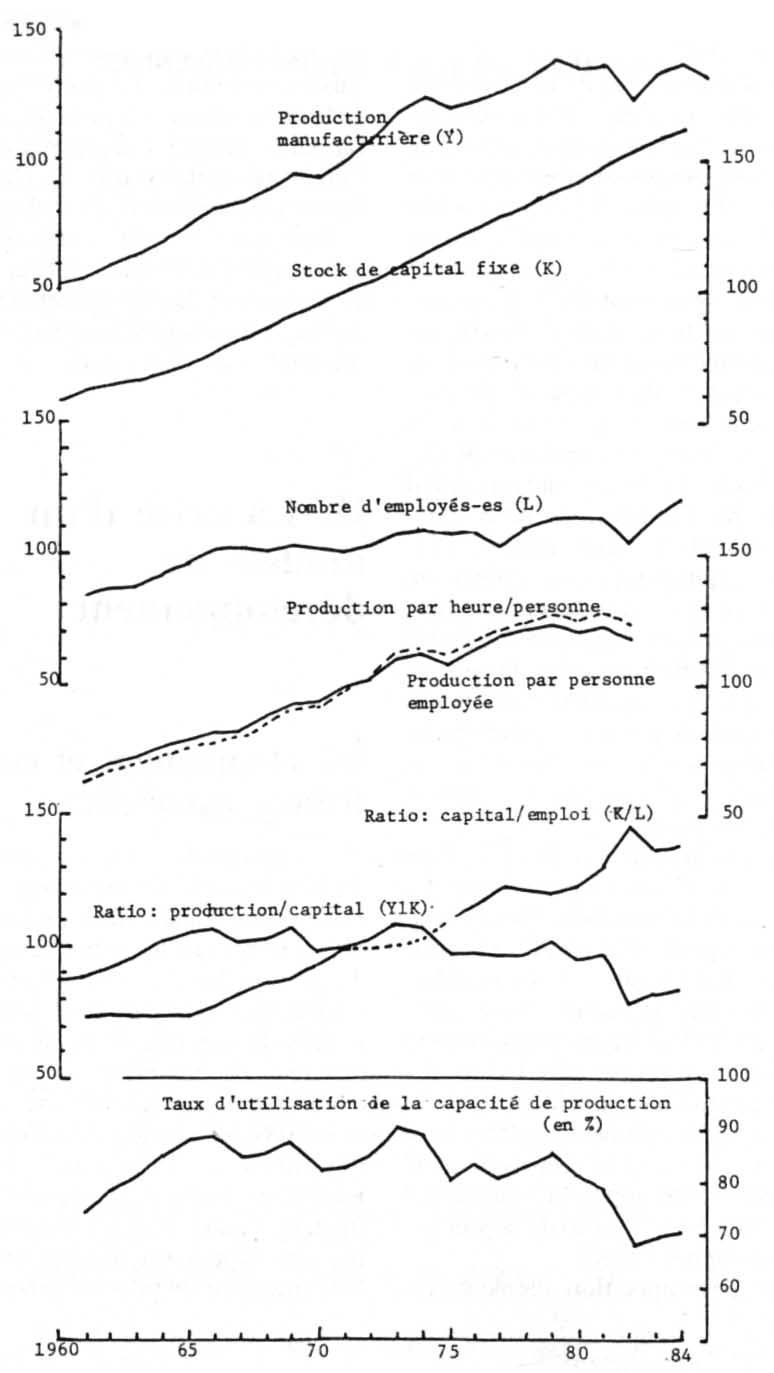 150
Production
manufacturière (Y)
100
150
50
Stock de capital fixe (K)
100
150
50
Nombre d'employés-es (L)
100
150
Production par heure/personne
50
100
Production par personne
employée
150
50
Ratio: capital/emploi (K/L)
Ratio: production/capital (Y1K)
100
50
100
Taux d'utilisation de la capacité de production
(en %)
90
80
70
60
1960 65 70 75 80 84